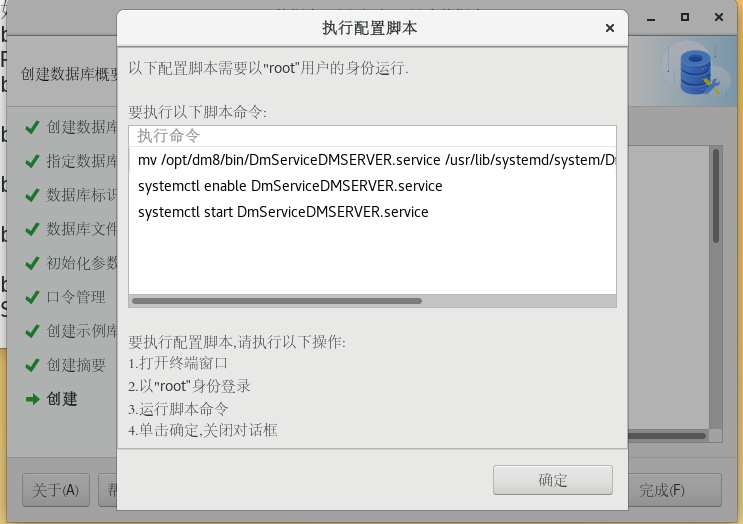 执行配置脚本
以下配置脚本需要以"root"用户的身份运行.
创建数据库概要
要执行以下脚本命令:
执行命令
mv /opt/dm8/bin/DmServiceDMSERVER.service /usr/lib/systemd/system/D
systemctl enable DmServiceDMSERVER.service
systemctl start DmServiceDMSERVER.service
创建数据库
指定数据库
数据库标识
数据库文件
初始化参数
口令管理
创建示例库
创建摘要
创建
要执行配置脚本,请执行以下操作:
1.打开终端窗口
2.以"root"身份登录
3.运行脚本命令
4.单击确定,关闭对话框
确定
关于(A)
帮
完成(F)